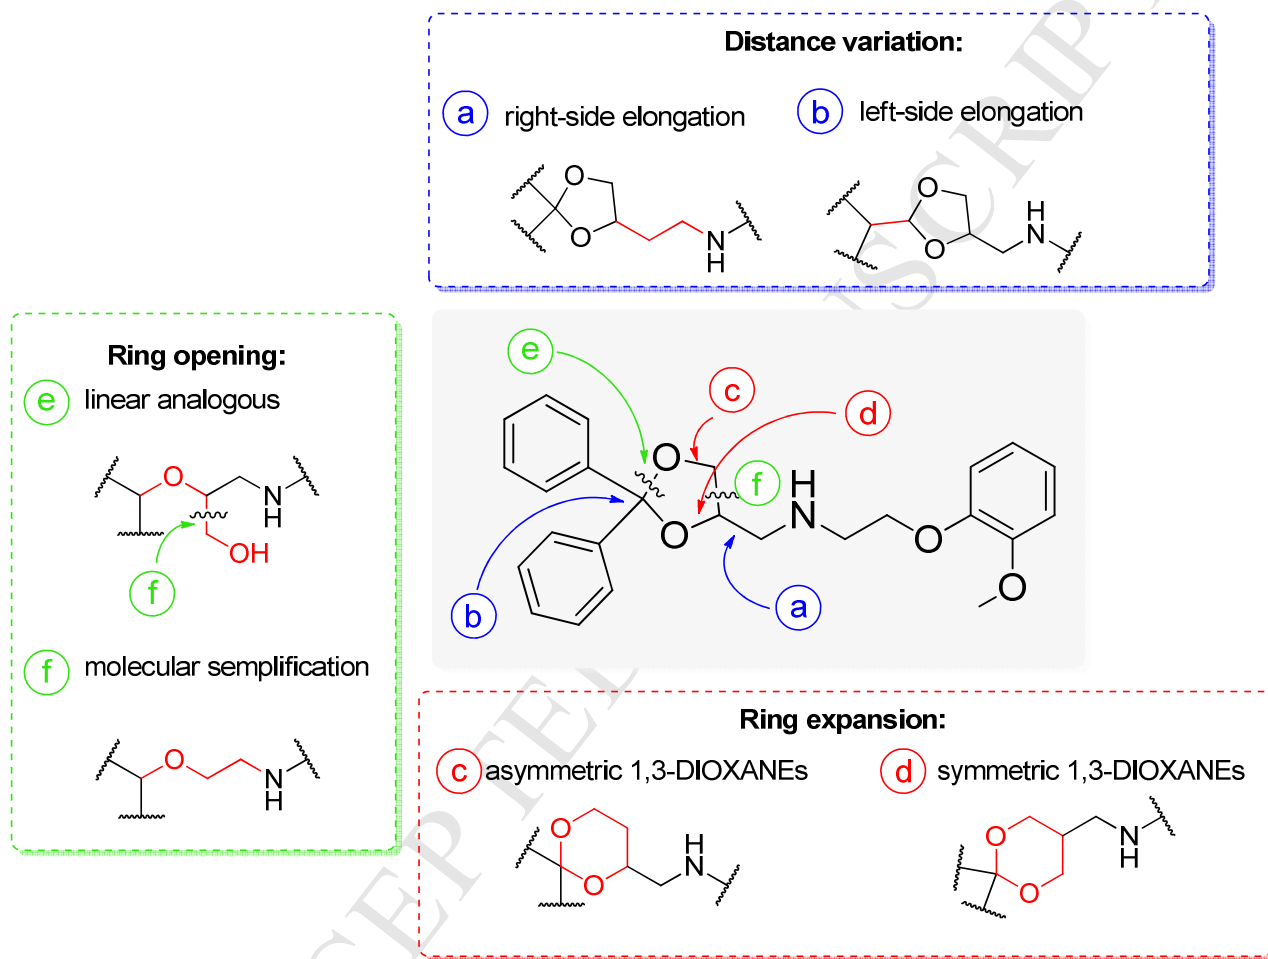 Distance variation:
a right-side elongation
b left-side elongation
O
O
N
H
O
O
H
N
Ring opening:
e linear analogous
O
N
H
OH
f
f molecular semplification
O
N
H
e
c
d
O
f
H
N
O
O
O
b
a
Ring expansion:
c asymmetric 1,3-DIOXANEs
d symmetric 1,3-DIOXANEs
O
O
H
N
O
O
N
H